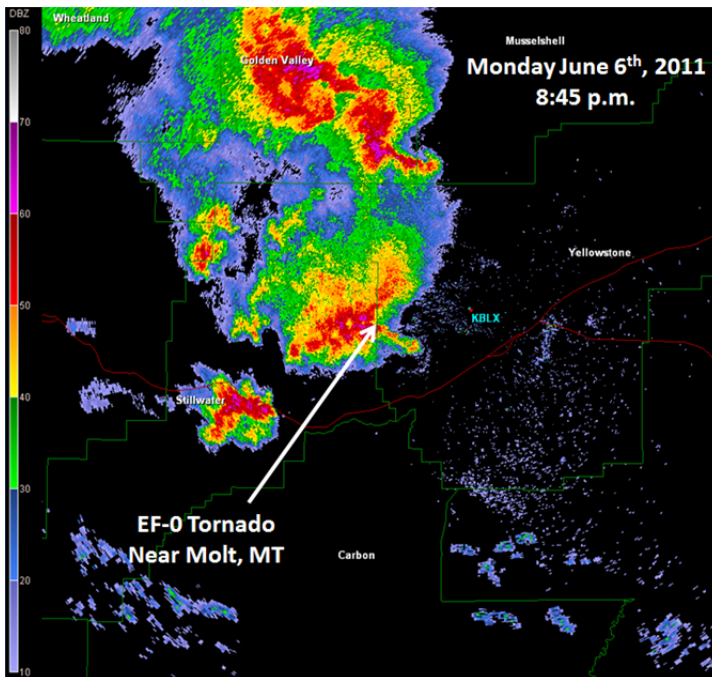 DBZ
80
70
60
50
40
30
20
10
Wheatland
Musselshell
Golden Valley
Monday June 6th, 2011
8:45 p.m.
Yellowstone
KBLX
Stillwater
EF-0 Tornado
Near Molt, MT
Carbon